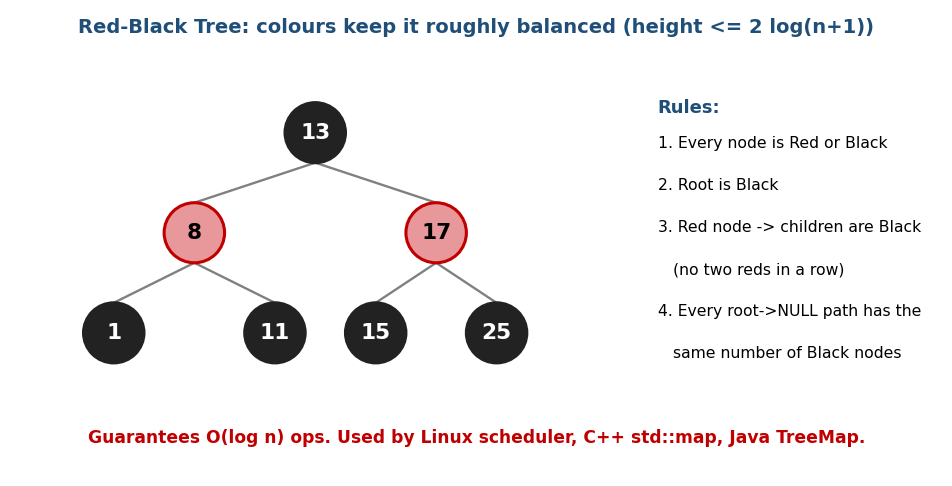 Red-Black Tree: colours keep it roughly balanced (height <= 2 log(n+1))
13
8
17
1
11
15
25
Rules:
1. Every node is Red or Black
2. Root is Black
3. Red node -> children are Black
(no two reds in a row)
4. Every root->NULL path has the
same number of Black nodes
Guarantees O(log n) ops. Used by Linux scheduler, C++ std::map, Java TreeMap.